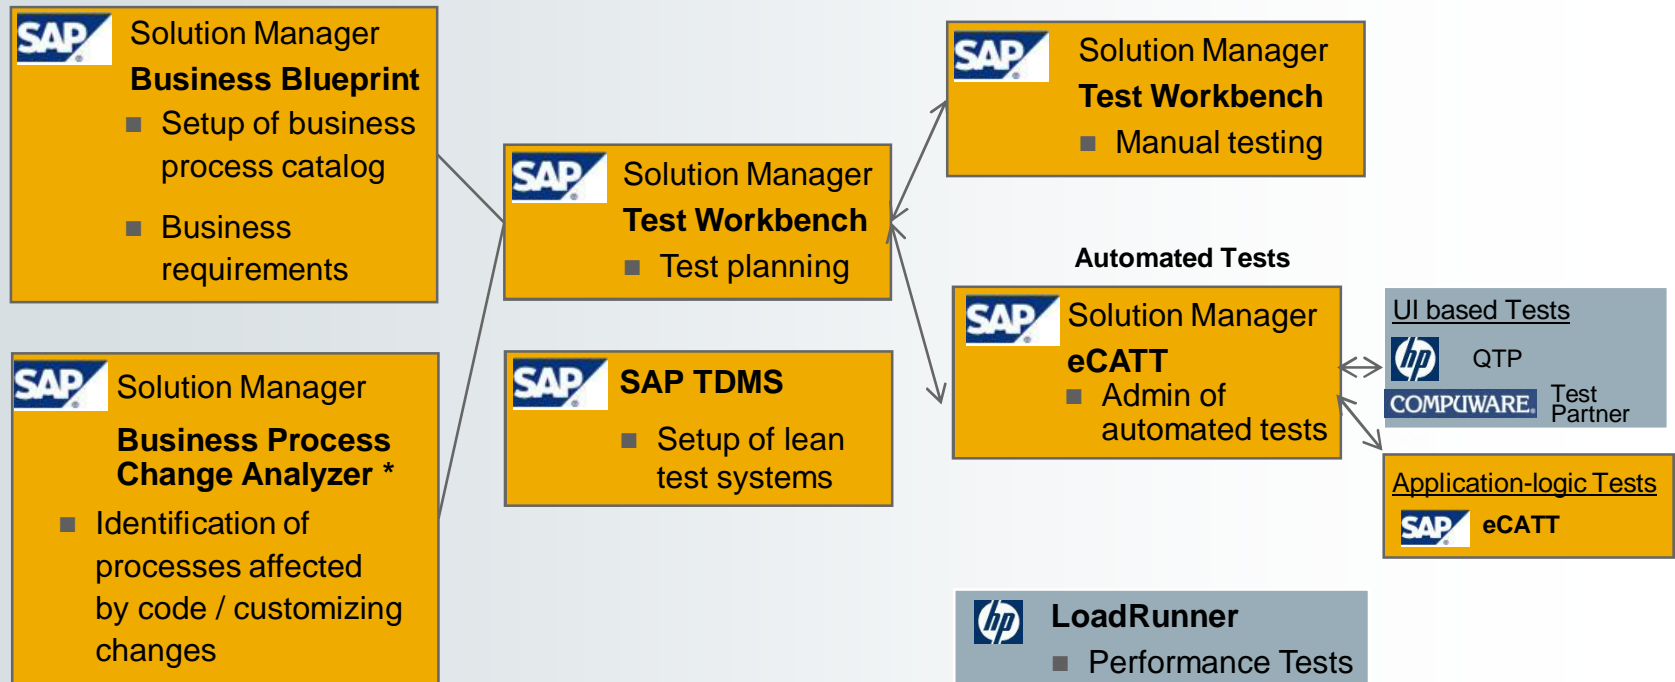 SAP
Solution Manager
Business Blueprint
■ Setup of business
process catalog
■ Business
requirements
SAP
Solution Manager
Business Process
Change Analyzer *
■ Identification of
processes affected
by code / customizing
changes
SAP
Solution Manager
Test Workbench
■ Test planning
SAP
SAP TDMS
■ Setup of lean
test systems
SAP
Solution Manager
Test Workbench
■ Manual testing
Automated Tests
SAP
Solution Manager
eCATT
■ Admin of
automated tests
UI based Tests
hp QTP
COMPUWARE. Test
Partner
Application-logic Tests
SAP eCATT
hp
LoadRunner
■ Performance Tests